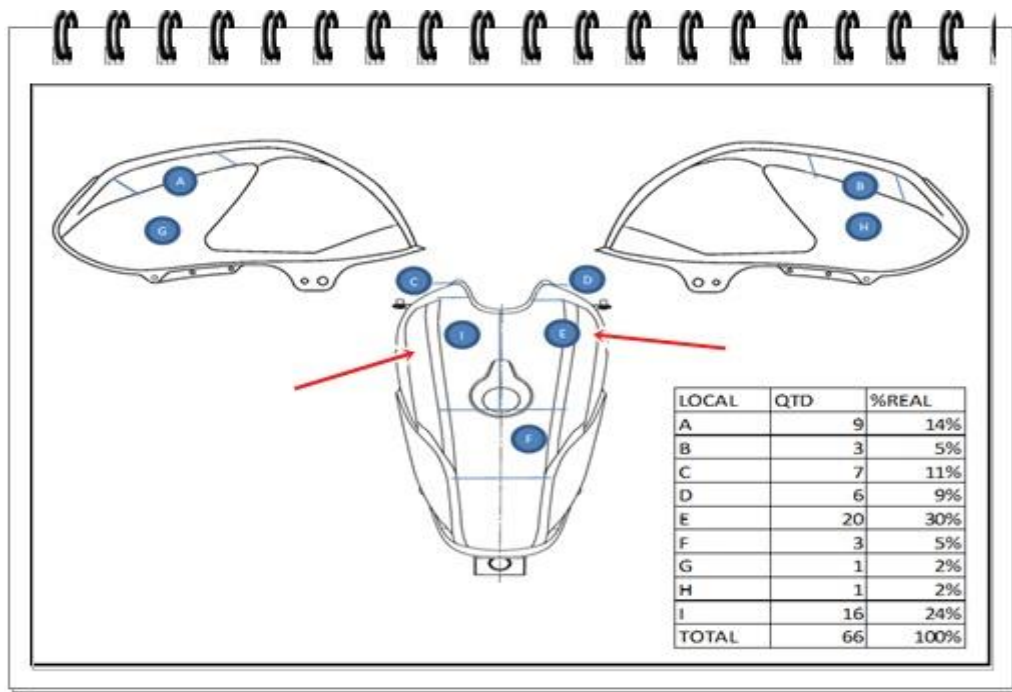 A
B
G
H
C
D
I
E
F
LOCAL QTD %REAL
A 9 14%
B 3 5%
C 7 11%
D 6 9%
E 20 30%
F 3 5%
G 1 2%
H 1 2%
I 16 24%
TOTAL 66 100%